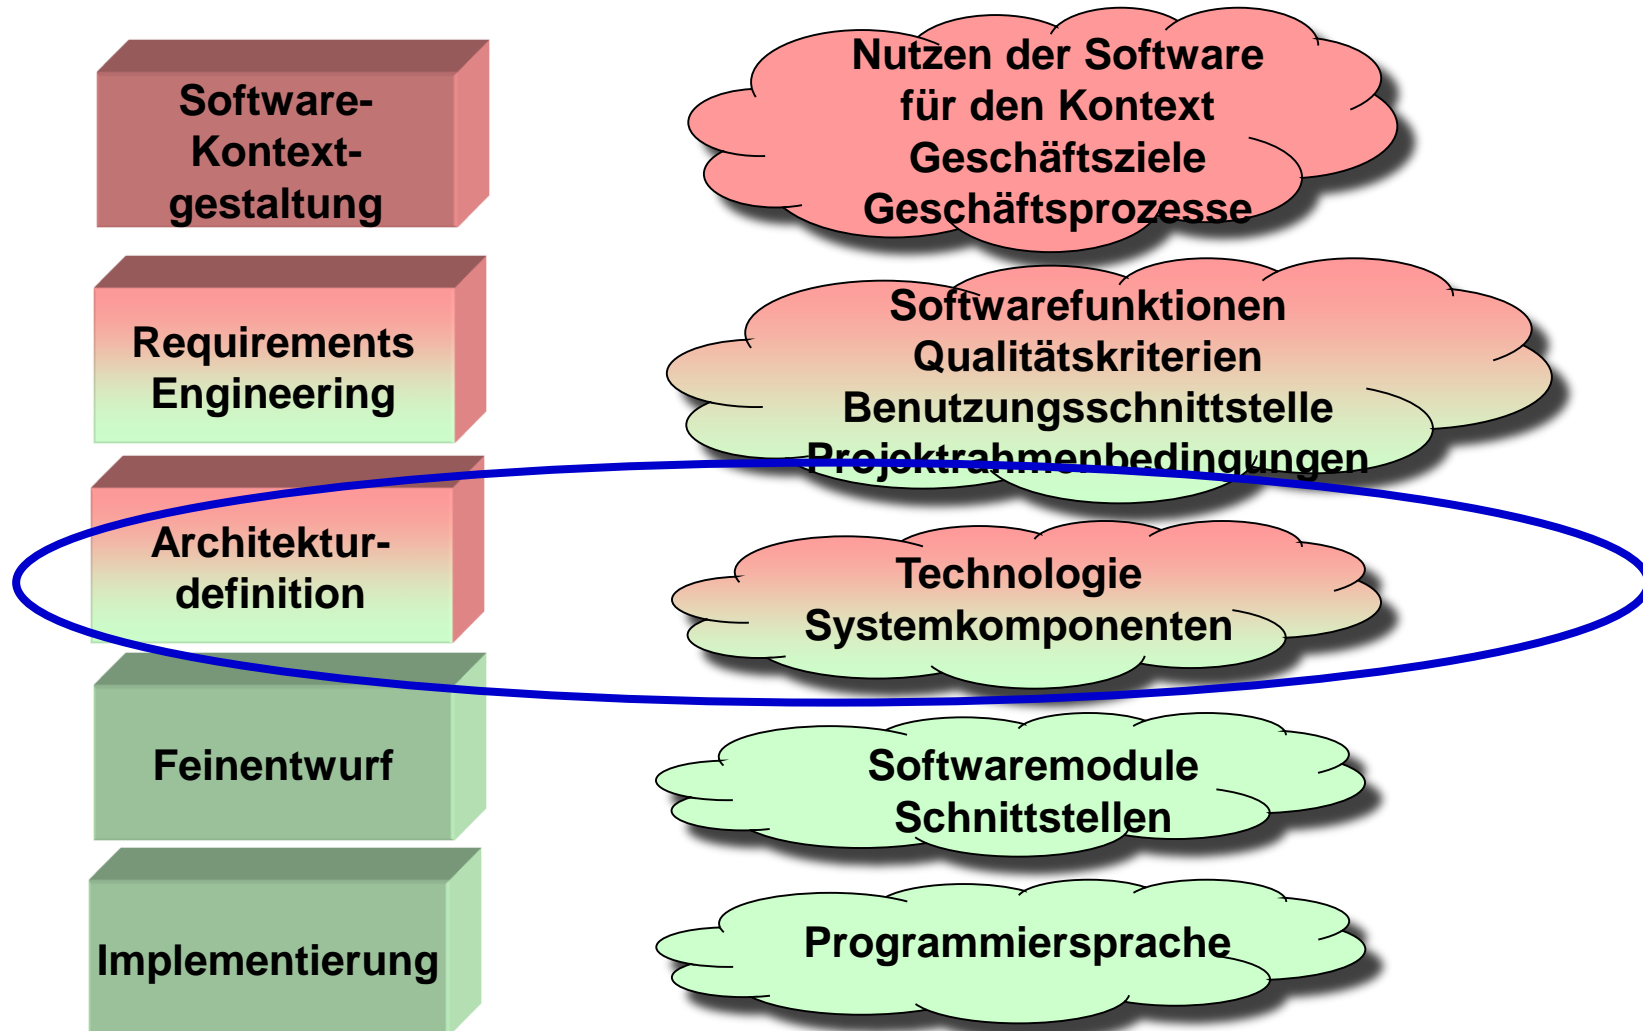 Software-
Kontext-
gestaltung
Nutzen der Software
für den Kontext
Geschäftsziele
Geschäftsprozesse
Requirements
Engineering
Softwarefunktionen
Qualitätskriterien
Benutzungsschnittstelle
Projektrahmenbedingungen
Architektur-
definition
Technologie
Systemkomponenten
Feinentwurf
Softwaremodule
Schnittstellen
Implementierung
Programmiersprache